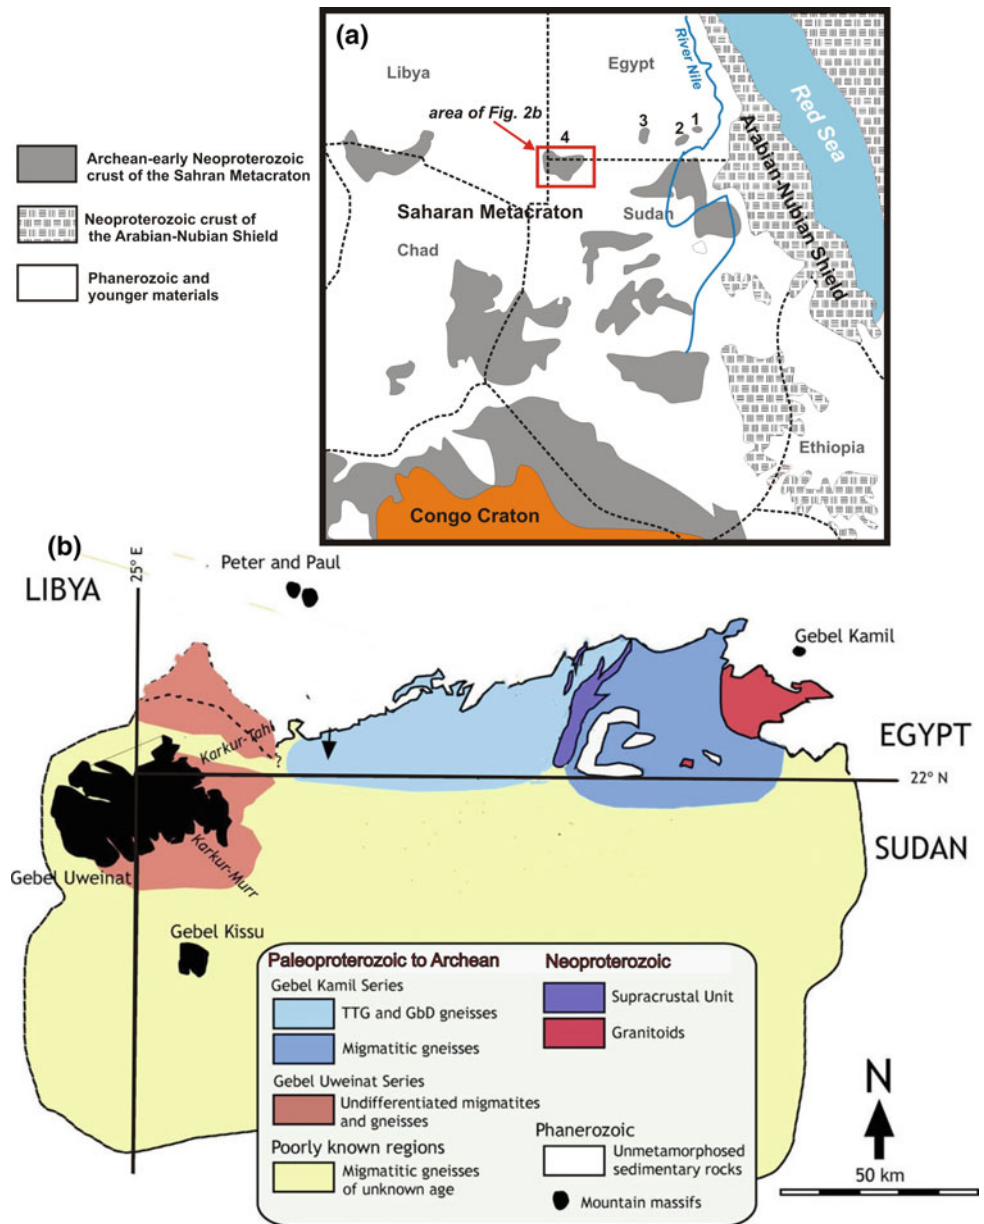 (a)
Libya
Egypt
River Nile
Red Sea
area of Fig. 2b
4
3
2
1
Arabian-Nubian Shield
Saharan Metacraton
Sudan
Chad
Ethiopia
Congo Craton
Archean-early Neoproterozoic
crust of the Sahran Metacraton
Neoproterozoic crust of
the Arabian-Nubian Shield
Phanerozoic and
younger materials
(b)
LIBYA
25° E
Peter and Paul
Gebel Kamil
Karkur-Tahl
?
EGYPT
22° N
SUDAN
Karkur-Murr
Gebel Uweinat
Gebel Kissu
Paleoproterozoic to Archean
Gebel Kamil Series
TTG and GbD gneisses
Migmatitic gneisses
Gebel Uweinat Series
Undifferentiated migmatites
and gneisses
Poorly known regions
Migmatitic gneisses
of unknown age
Neoproterozoic
Supracrustal Unit
Granitoids
Phanerozoic
Unmetamorphosed
sedimentary rocks
Mountain massifs
N
50 km